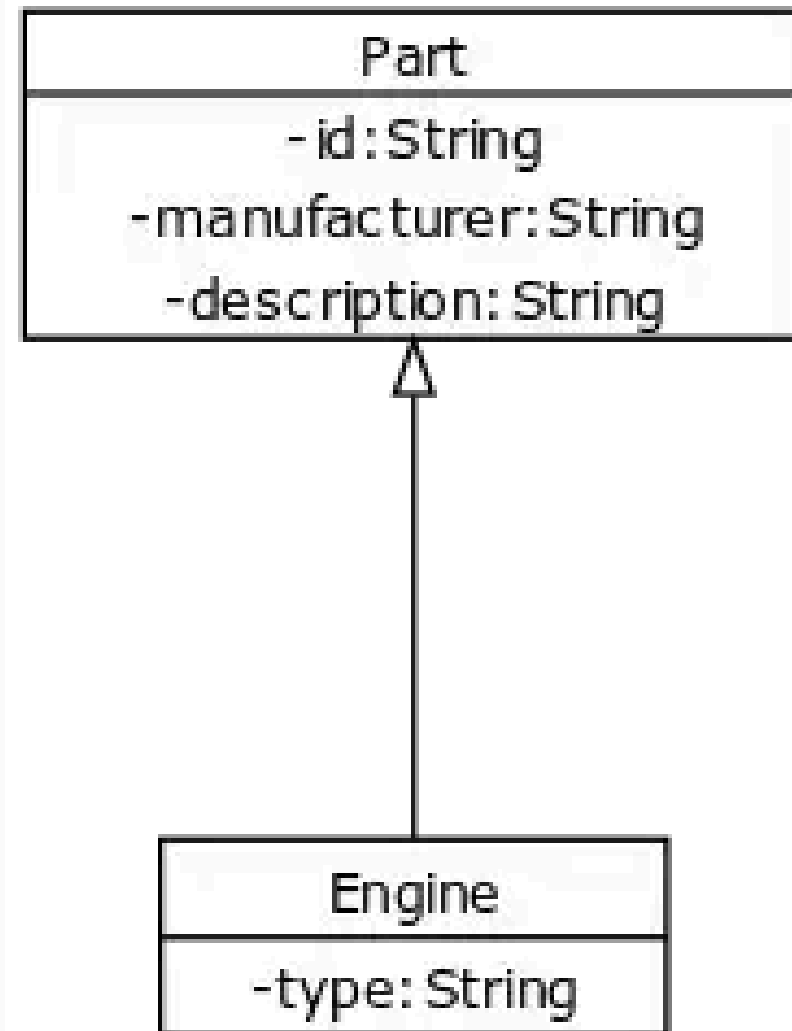 Part
-id:String
-manufacturer:String
-description:String
Engine
-type:String